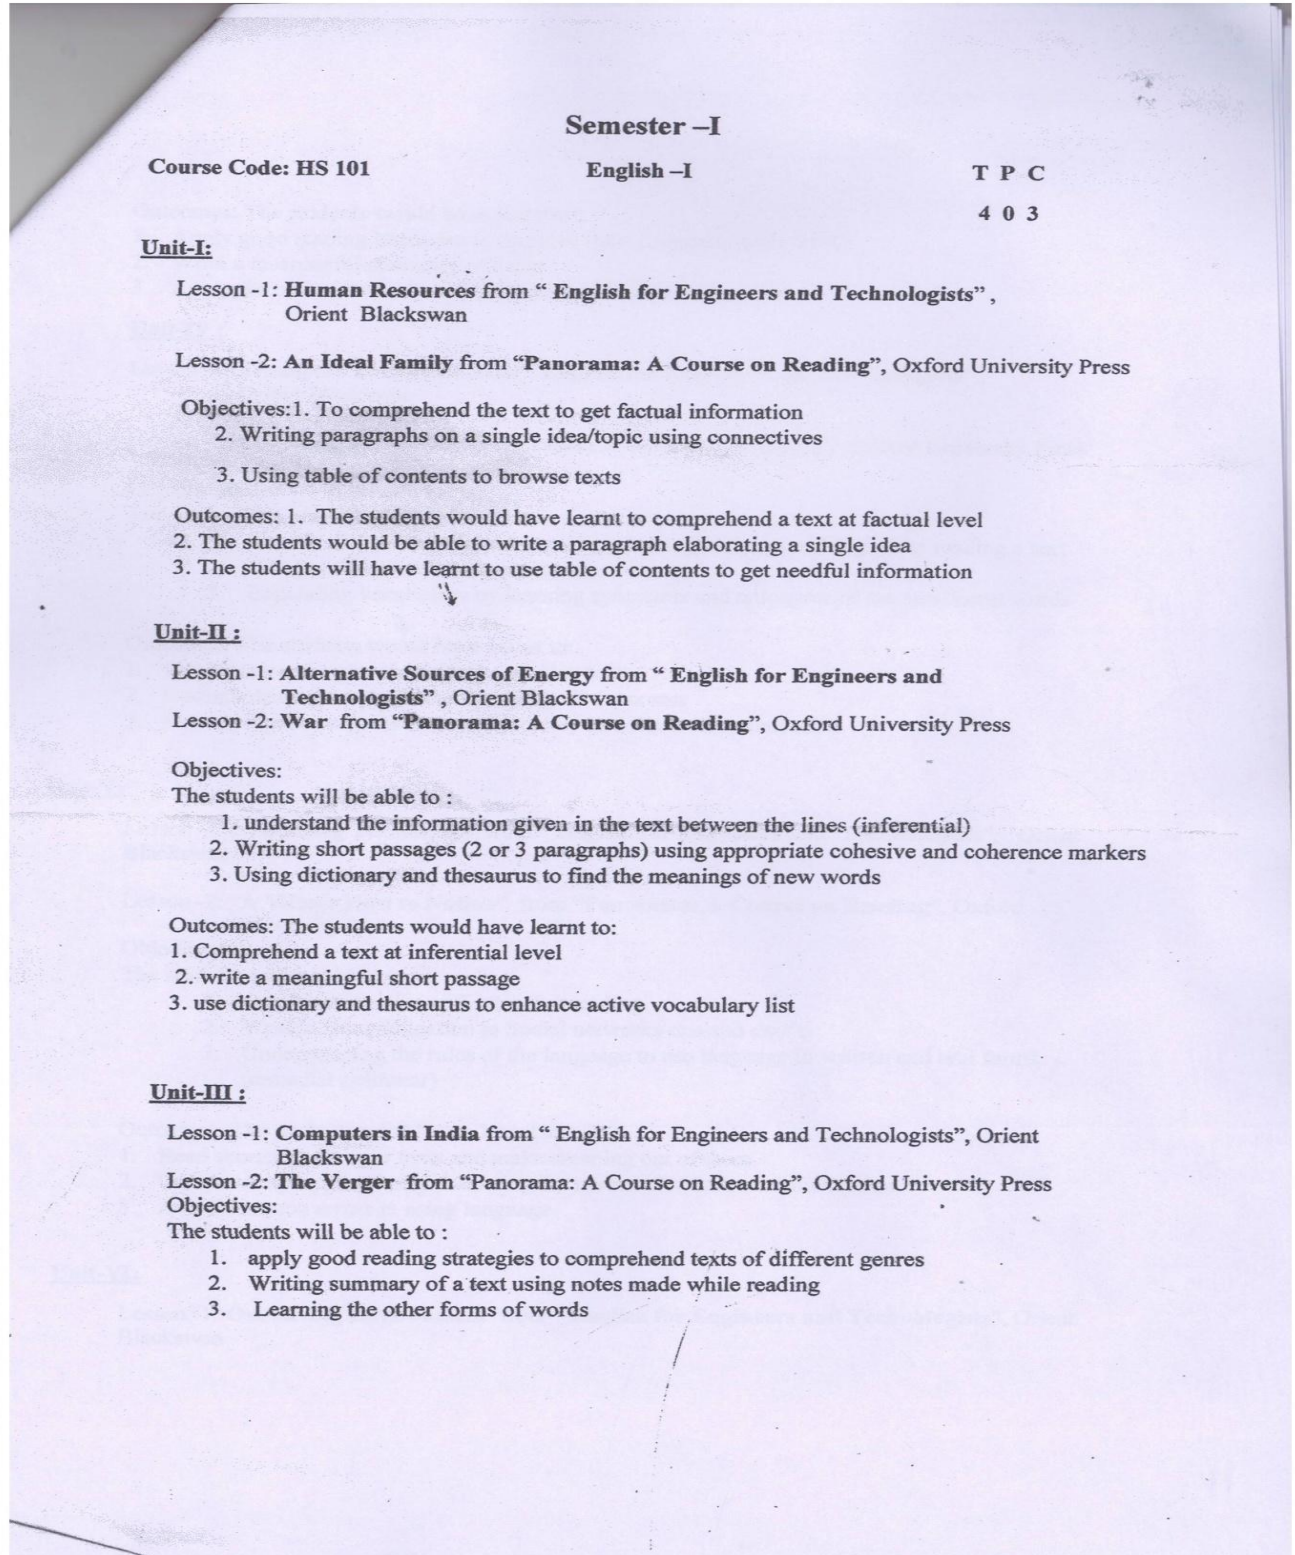 Semester –I
Course Code: HS 101 English –I T P C
4 0 3
Unit-I:
Lesson -1: Human Resources from “ English for Engineers and Technologists” ,
Orient Blackswan
Lesson -2: An Ideal Family from “Panorama: A Course on Reading”, Oxford University Press
Objectives:1. To comprehend the text to get factual information
2. Writing paragraphs on a single idea/topic using connectives
3. Using table of contents to browse texts
Outcomes: 1. The students would have learnt to comprehend a text at factual level
2. The students would be able to write a paragraph elaborating a single idea
3. The students will have learnt to use table of contents to get needful information
Unit-II :
Lesson -1: Alternative Sources of Energy from “ English for Engineers and
Technologists” , Orient Blackswan
Lesson -2: War from “Panorama: A Course on Reading”, Oxford University Press
Objectives:
The students will be able to :
1. understand the information given in the text between the lines (inferential)
2. Writing short passages (2 or 3 paragraphs) using appropriate cohesive and coherence markers
3. Using dictionary and thesaurus to find the meanings of new words
Outcomes: The students would have learnt to:
1. Comprehend a text at inferential level
2. write a meaningful short passage
3. use dictionary and thesaurus to enhance active vocabulary list
Unit-III :
Lesson -1: Computers in India from “ English for Engineers and Technologists”, Orient
Blackswan
Lesson -2: The Verger from “Panorama: A Course on Reading”, Oxford University Press
Objectives:
The students will be able to :
1. apply good reading strategies to comprehend texts of different genres
2. Writing summary of a text using notes made while reading
3. Learning the other forms of words